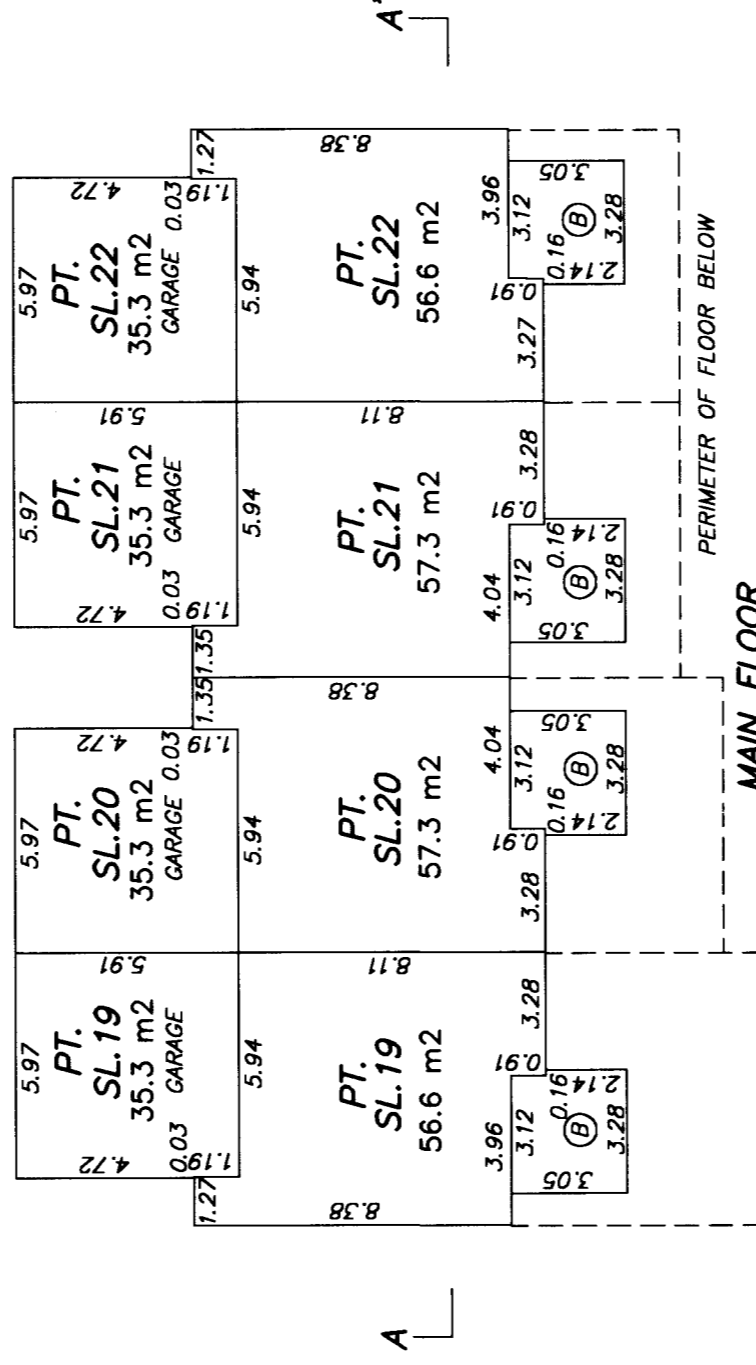 A
A'
5.97
5.97
5.97
5.97
4.72
PT.
SL.19
35.3 m2
GARAGE
0.03
1.19
5.91
PT.
SL.20
35.3 m2
GARAGE
0.03
4.72
1.19
4.72
PT.
SL.21
35.3 m2
GARAGE
0.03
1.19
5.91
PT.
SL.22
35.3 m2
GARAGE
0.03
4.72
1.19
1.27
5.94
5.94
1.35
1.35
5.94
5.94
1.27
8.38
PT.
SL.19
56.6 m2
8.11
PT.
SL.20
57.3 m2
8.38
PT.
SL.21
57.3 m2
8.11
PT.
SL.22
56.6 m2
8.38
3.96
3.12
0.91
3.28
3.28
0.91
4.04
3.12
4.04
3.12
0.91
3.28
3.27
0.91
3.96
3.12
3.05
B
0.16
2.14
3.28
0.16
2.14
B
3.05
3.28
3.05
B
0.16
2.14
3.28
0.16
2.14
B
3.05
3.28
PERIMETER OF FLOOR BELOW
MAIN FLOOR